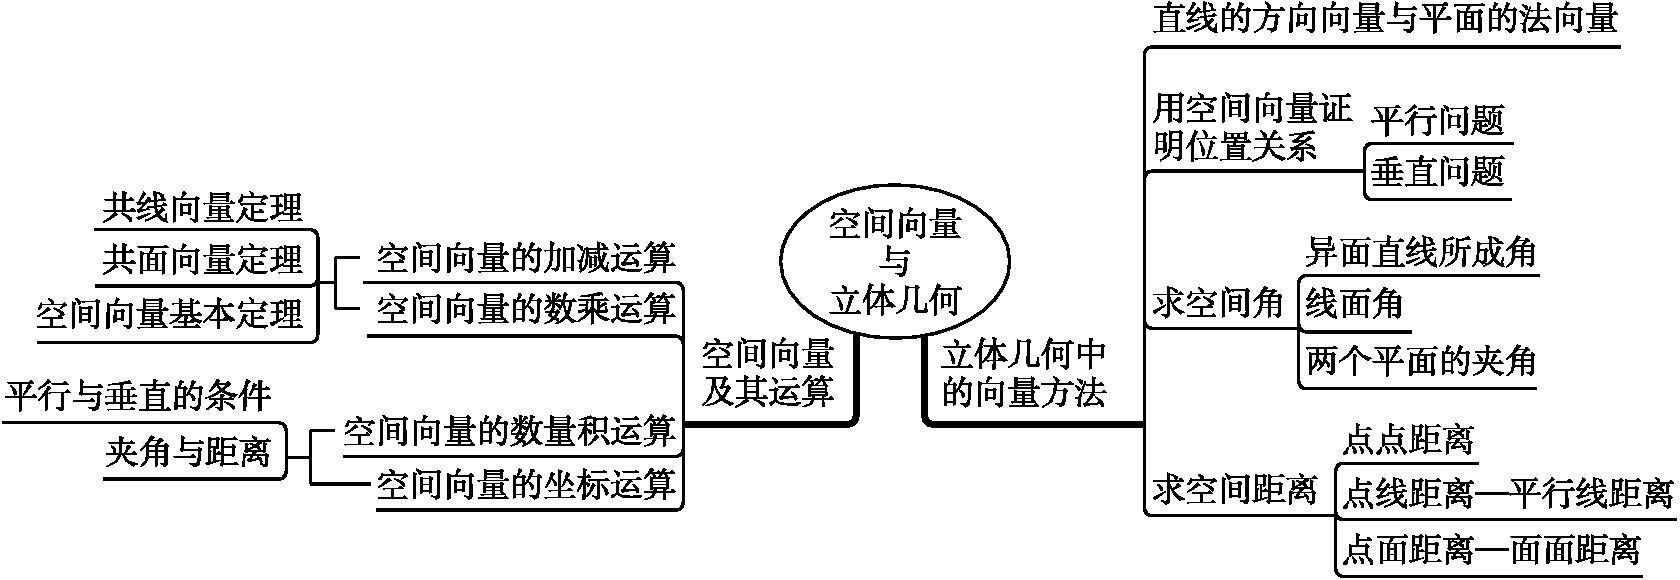 空间向量
与
立体几何
空间向量
及其运算
空间向量的加减运算
空间向量的数乘运算
共线向量定理
共面向量定理
空间向量基本定理
空间向量的数量积运算
空间向量的坐标运算
平行与垂直的条件
夹角与距离
立体几何中
的向量方法
直线的方向向量与平面的法向量
用空间向量证
明位置关系
平行问题
垂直问题
求空间角
异面直线所成角
线面角
两个平面的夹角
求空间距离
点点距离
点线距离—平行线距离
点面距离—面面距离